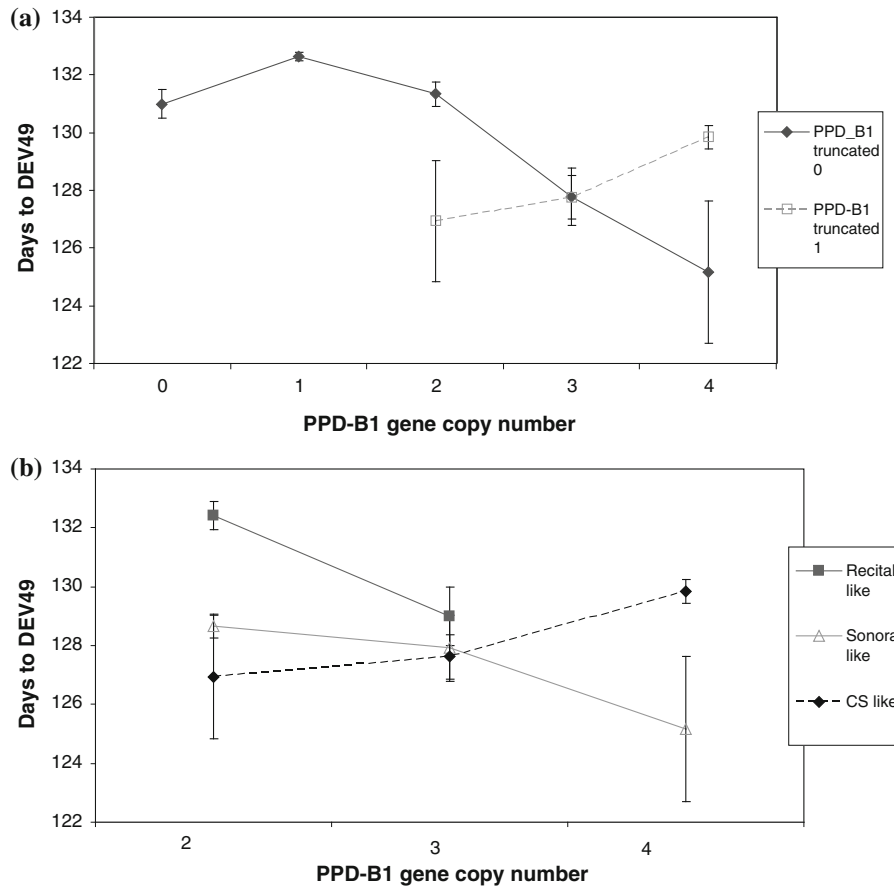 (a)
134
132
130
128
126
124
122
Days to DEV49
0 1 2 3 4
PPD-B1 gene copy number
PPD_B1
truncated
0
PPD-B1
truncated
1
(b)
134
132
130
128
126
124
122
Days to DEV49
2 3 4
PPD-B1 gene copy number
Recital
like
Sonora
like
CS like